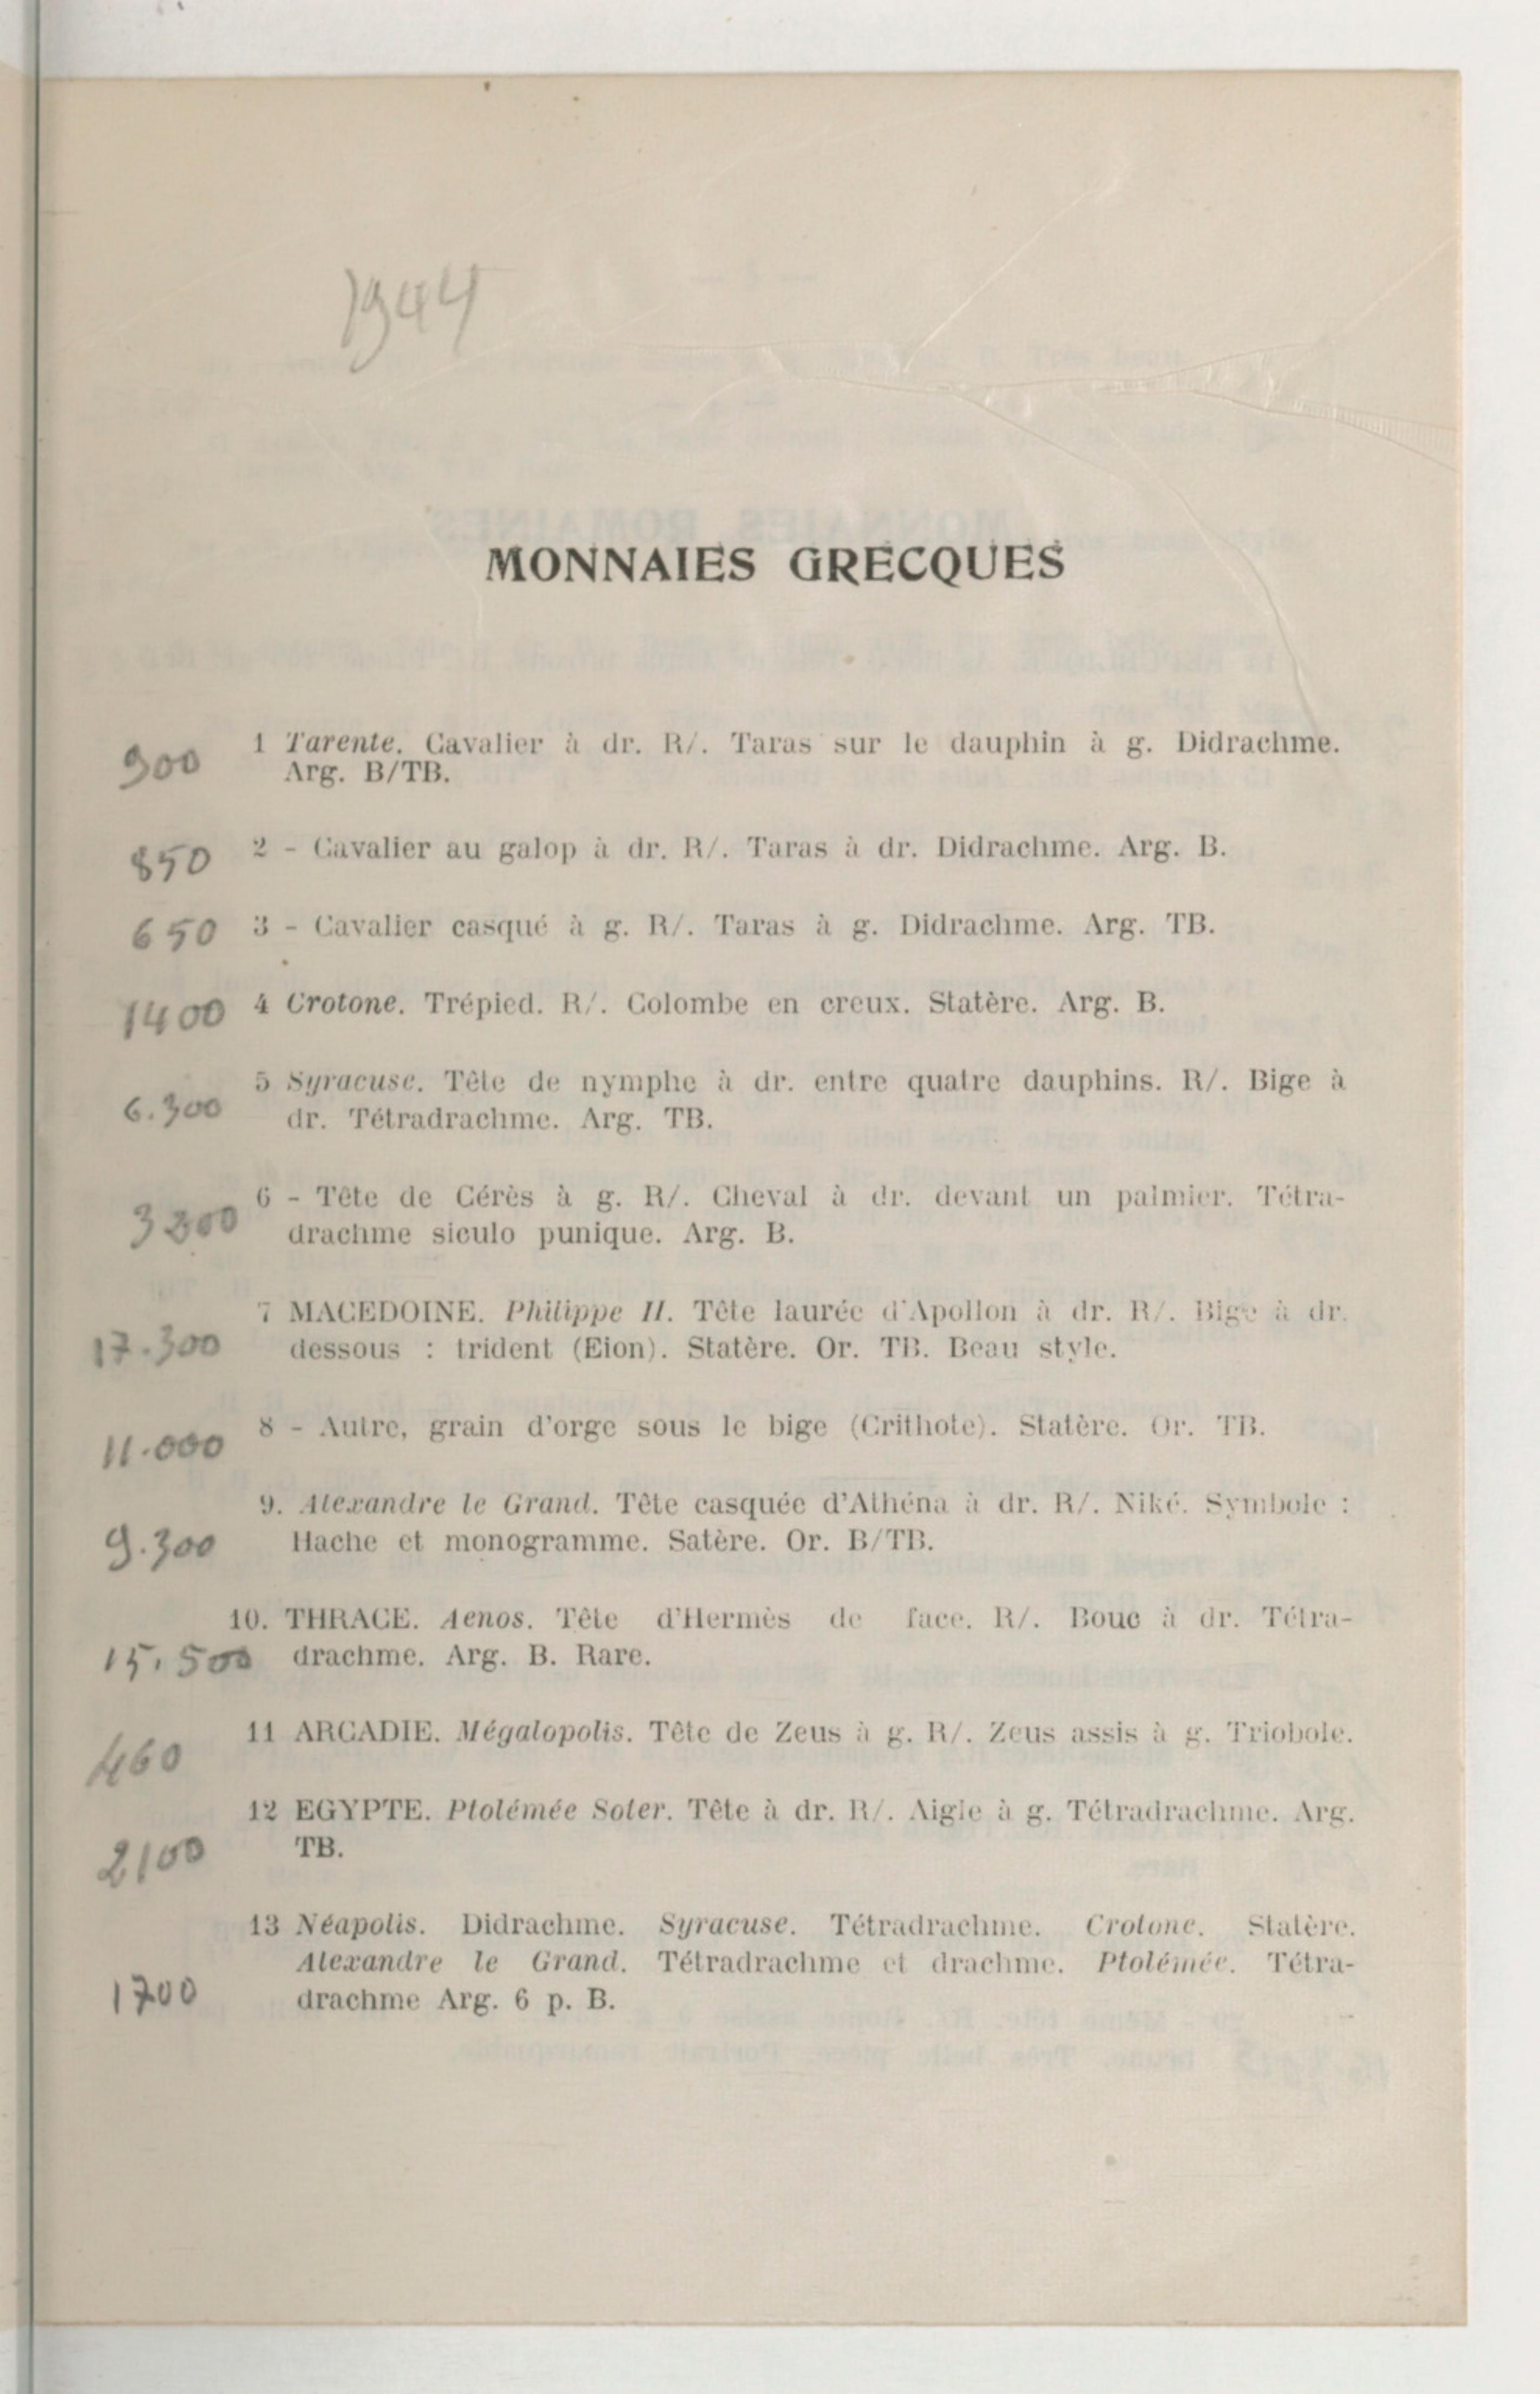 1944
MONNAIES GRECQUES
900
1 Tarente. Cavalier à dr. R/. Taras sur le dauphin à g. Didrachme.
Arg. B/TB.
850
2 - Cavalier au galop à dr. R/. Taras à dr. Didrachme. Arg. B.
650
3 - Cavalier casqué à g. R/. Taras à g. Didrachme. Arg. TB.
1400
4 Crotone. Trépied. R/. Colombe en creux. Statère. Arg. B.
5 Syracuse. Tête de nymphe à dr. entre quatre dauphins. R/. Bige à
6.300
dr. Tétradrachme. Arg. TB.
6 - Tête de Cérès à g. R/. Cheval à dr. devant un palmier. Tétra-
drachme siculo punique. Arg. B.
7 MACEDOINE. Philippe II. Tête laurée d'Apollon à dr. R/. Bige à dr.
17.300
dessous : trident (Eion). Statère. Or. TB. Beau style.
11.000
8 - Autre, grain d'orge sous le bige (Crithote). Statère. Or. TB.
9. Alexandre le Grand. Tête casquée d'Athéna à dr. R/. Niké. Symbole :
9.300
Hache et monogramme. Satère. Or. B/TB.
10. THRACE. Aenos. Tête d'Hermès de face. R/. Bouc à dr. Tétra-
15.500
drachme. Arg. B. Rare.
460
11 ARCADIE. Mégalopolis. Tête de Zeus à g. R/. Zeus assis à g. Triobole.
12 EGYPTE. Ptolémée Soter. Tête à dr. R/. Aigle à g. Tétradrachme. Arg.
2100
TB.
13 Néapolis. Didrachme. Syracuse. Tétradrachme. Crotone. Statère.
Alexandre le Grand. Tétradrachme et drachme. Ptolémée. Tétra-
1700
drachme Arg. 6 p. B.